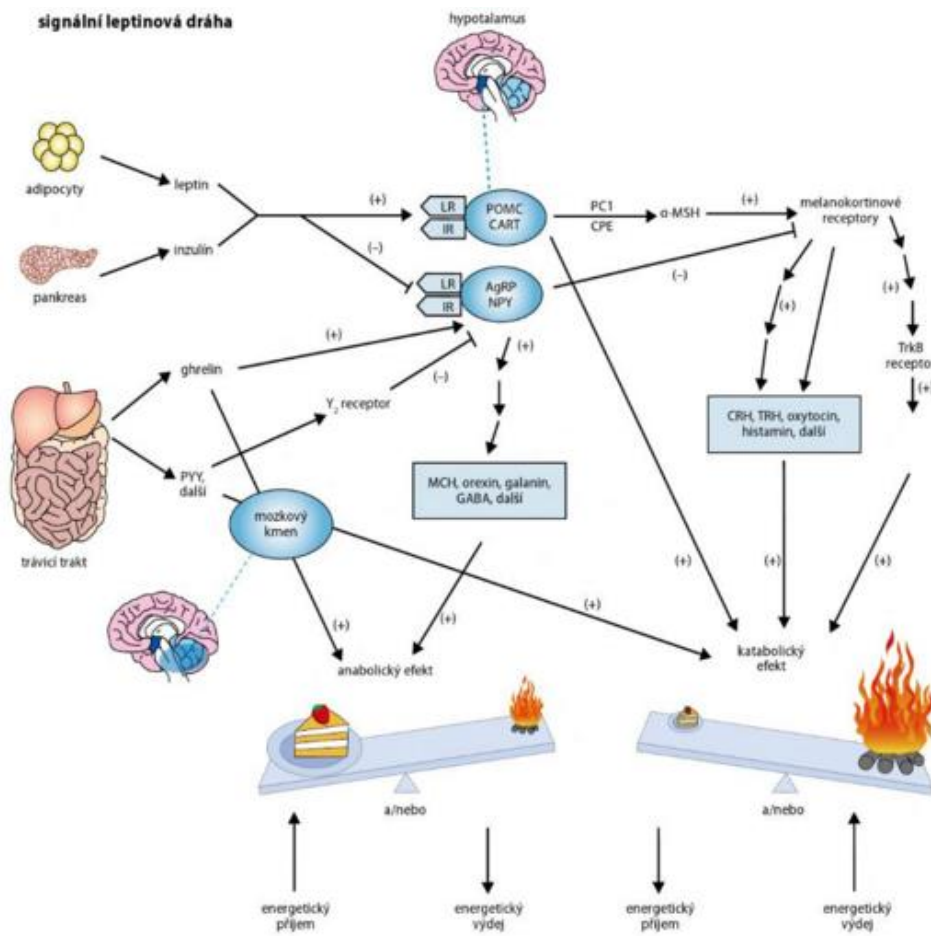 signální leptinová dráha
hypotalamus
adipocyty
leptin
(+)
LR
IR
POMC
CART
PC1
CPE
α-MSH
(+)
melanokortinové
receptory
pankreas
inzulín
(–)
LR
IR
AgRP
NPY
(–)
(+)
(+)
TrkB
receptor
(+)
ghrelin
(+)
(+)
Y2 receptor
(–)
CRH, TRH, oxytocin,
histamin, další
PYY,
další
MCH, orexin, galanin,
GABA, další
mozkový
kmen
trávicí trakt
(+)
(+)
(+)
(+)
(+)
(+)
anabolický efekt
katabolický
efekt
a/nebo
a/nebo
energetický
příjem
energetický
výdej
energetický
příjem
energetický
výdej